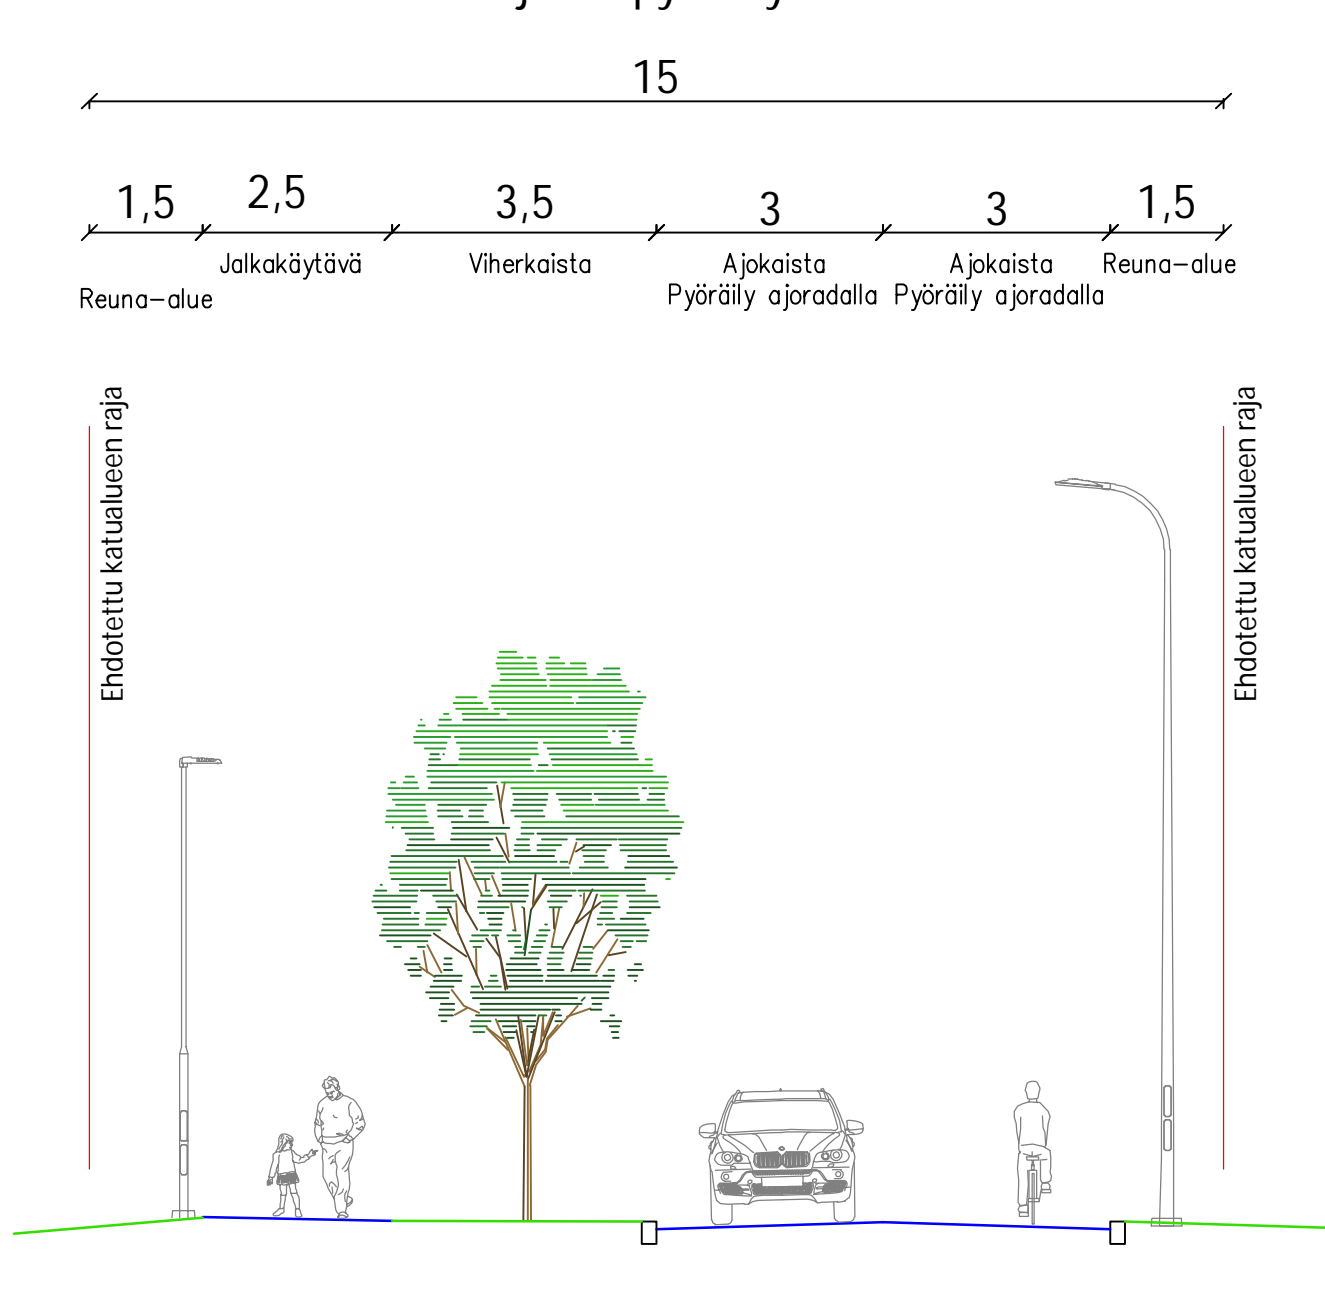 15
1,5
2,5
3,5
3
3
1,5
Jalkakäytävä
Viherkaista
Ajokaista
Pyöräily ajoradalla
Ajokaista
Pyöräily ajoradalla
Reuna-alue
Reuna-alue
Ehdotettu katualueen raja
Ehdotettu katualueen raja